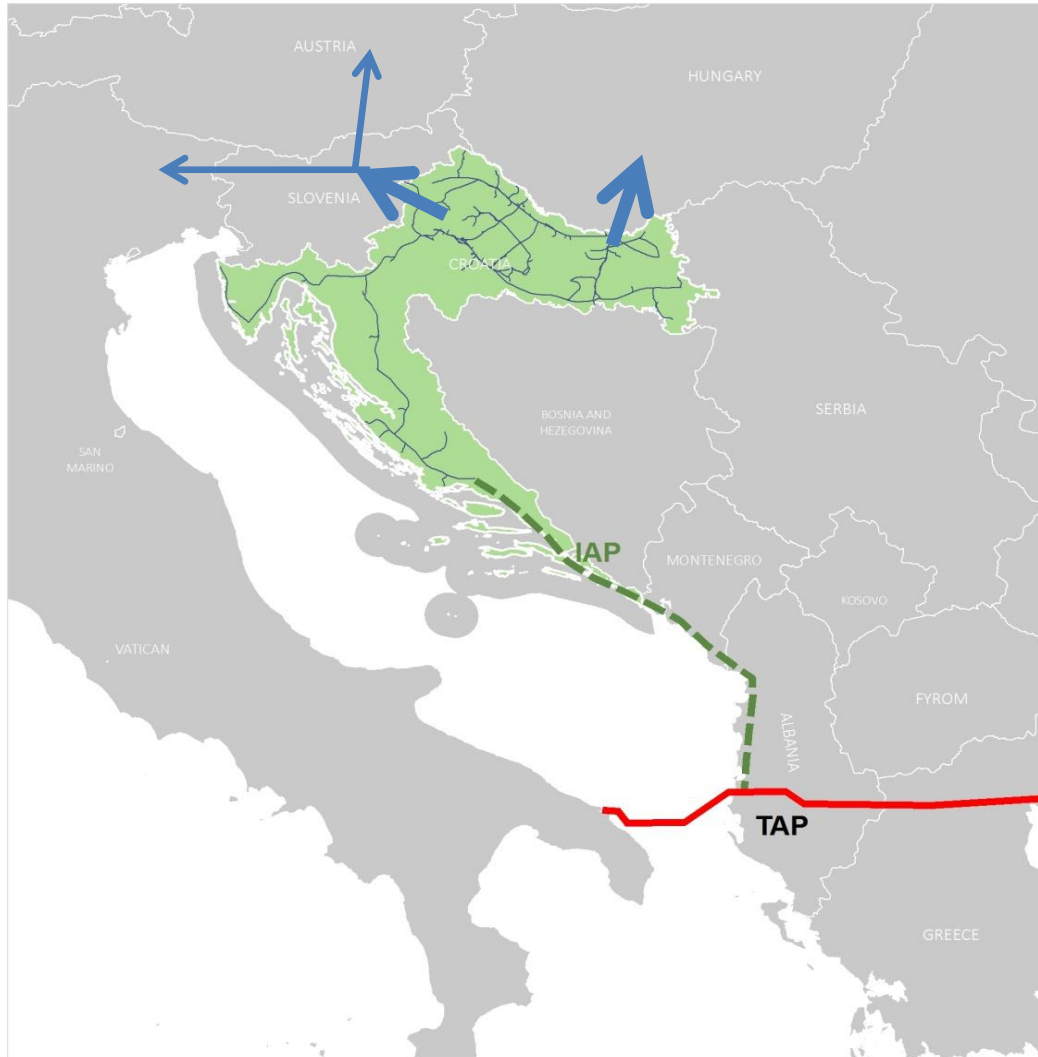 AUSTRIA
HUNGARY
SLOVENIA
CROATIA
BOSNIA AND
HEZEGOVINA
SERBIA
SAN
MARINO
IAP
MONTENEGRO
KOSOVO
VATICAN
FYROM
ALBANIA
TAP
GREECE